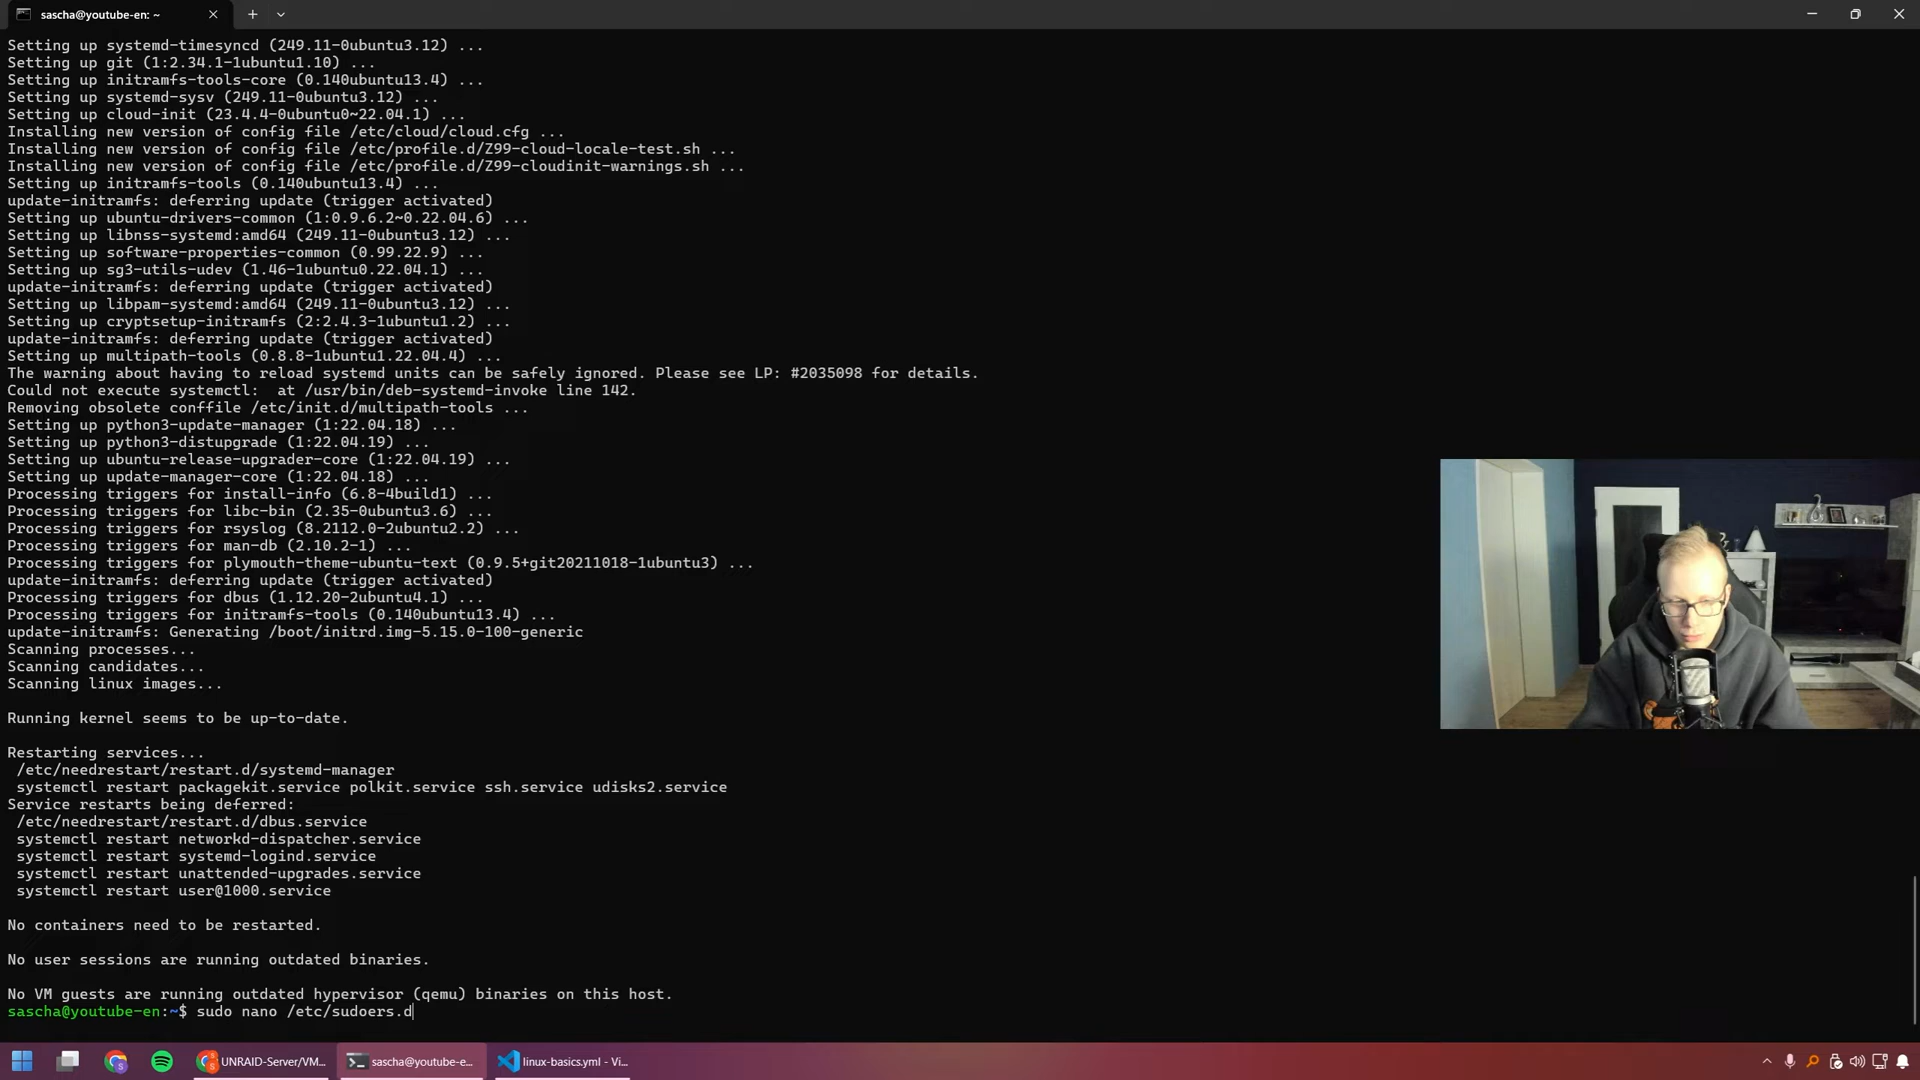 sascha@youtube-en: ~
Setting up systemd-timesyncd (249.11-0ubuntu3.12) ...
Setting up git (1:2.34.1-1ubuntu1.10) ...
Setting up initramfs-tools-core (0.140ubuntu13.4) ...
Setting up systemd-sysv (249.11-0ubuntu3.12) ...
Setting up cloud-init (23.4.4-0ubuntu0~22.04.1) ...
Installing new version of config file /etc/cloud/cloud.cfg ...
Installing new version of config file /etc/profile.d/Z99-cloud-locale-test.sh ...
Installing new version of config file /etc/profile.d/Z99-cloudinit-warnings.sh ...
Setting up initramfs-tools (0.140ubuntu13.4) ...
update-initramfs: deferring update (trigger activated)
Setting up ubuntu-drivers-common (1:0.9.6.2~0.22.04.6) ...
Setting up libnss-systemd:amd64 (249.11-0ubuntu3.12) ...
Setting up software-properties-common (0.99.22.9) ...
Setting up sg3-utils-udev (1.46-1ubuntu0.22.04.1) ...
update-initramfs: deferring update (trigger activated)
Setting up libpam-systemd:amd64 (249.11-0ubuntu3.12) ...
Setting up cryptsetup-initramfs (2:2.4.3-1ubuntu1.2) ...
update-initramfs: deferring update (trigger activated)
Setting up multipath-tools (0.8.8-1ubuntu1.22.04.4) ...
The warning about having to reload systemd units can be safely ignored. Please see LP: #2035098 for details.
Could not execute systemctl:  at /usr/bin/deb-systemd-invoke line 142.
Removing obsolete conffile /etc/init.d/multipath-tools ...
Setting up python3-update-manager (1:22.04.18) ...
Setting up python3-distupgrade (1:22.04.19) ...
Setting up ubuntu-release-upgrader-core (1:22.04.19) ...
Setting up update-manager-core (1:22.04.18) ...
Processing triggers for install-info (6.8-4build1) ...
Processing triggers for libc-bin (2.35-0ubuntu3.6) ...
Processing triggers for rsyslog (8.2112.0-2ubuntu2.2) ...
Processing triggers for man-db (2.10.2-1) ...
Processing triggers for plymouth-theme-ubuntu-text (0.9.5+git20211018-1ubuntu3) ...
update-initramfs: deferring update (trigger activated)
Processing triggers for dbus (1.12.20-2ubuntu4.1) ...
Processing triggers for initramfs-tools (0.140ubuntu13.4) ...
update-initramfs: Generating /boot/initrd.img-5.15.0-100-generic
Scanning processes...
Scanning candidates...
Scanning linux images...
Running kernel seems to be up-to-date.
Restarting services...
/etc/needrestart/restart.d/systemd-manager
systemctl restart packagekit.service polkit.service ssh.service udisks2.service
Service restarts being deferred:
/etc/needrestart/restart.d/dbus.service
systemctl restart networkd-dispatcher.service
systemctl restart systemd-logind.service
systemctl restart unattended-upgrades.service
systemctl restart user@1000.service
No containers need to be restarted.
No user sessions are running outdated binaries.
No VM guests are running outdated hypervisor (qemu) binaries on this host.
sascha@youtube-en:~$ sudo nano /etc/sudoers.d
UNRAID-Server/VM... sascha@youtube-e... linux-basics.yml - Vi...